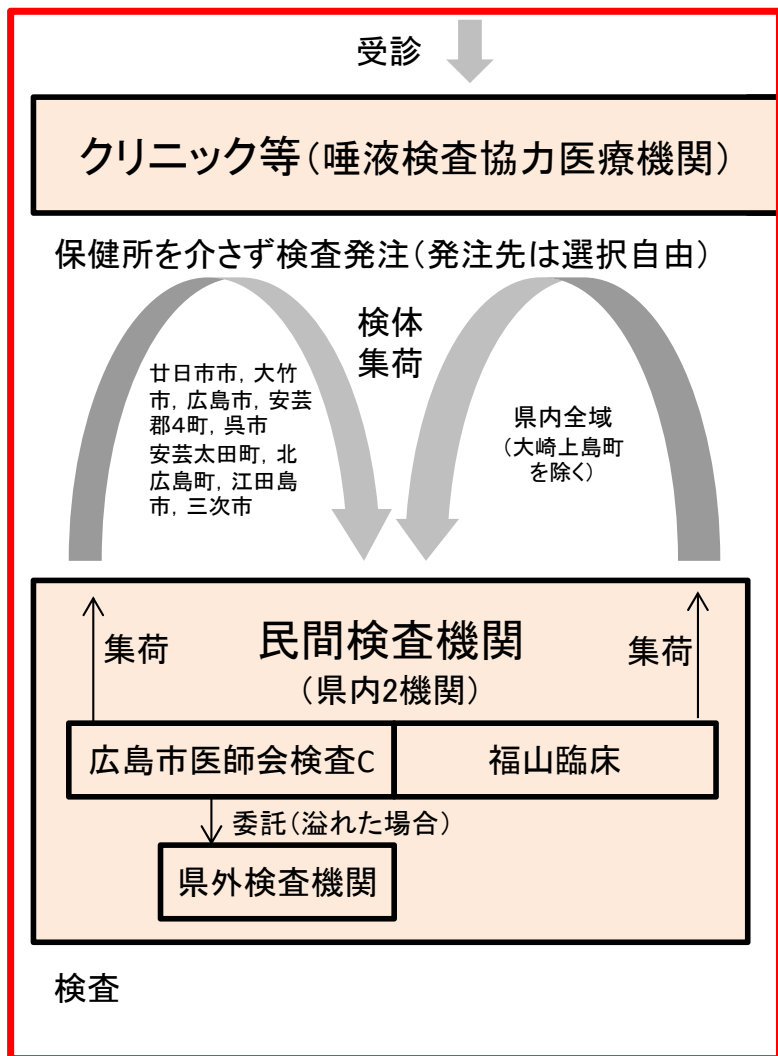 受診
クリニック等（唾液検査協力医療機関）
保健所を介さず検査発注（発注先は選択自由）
検体
集荷
廿日市市, 大竹
市, 広島市, 安芸
郡4町, 呉市
安芸太田町, 北
広島町, 江田島
市, 三次市
県内全域
（大崎上島町
を除く）
集荷
民間検査機関
（県内2機関）
集荷
広島市医師会検査C
福山臨床
委託（溢れた場合）
県外検査機関
検査